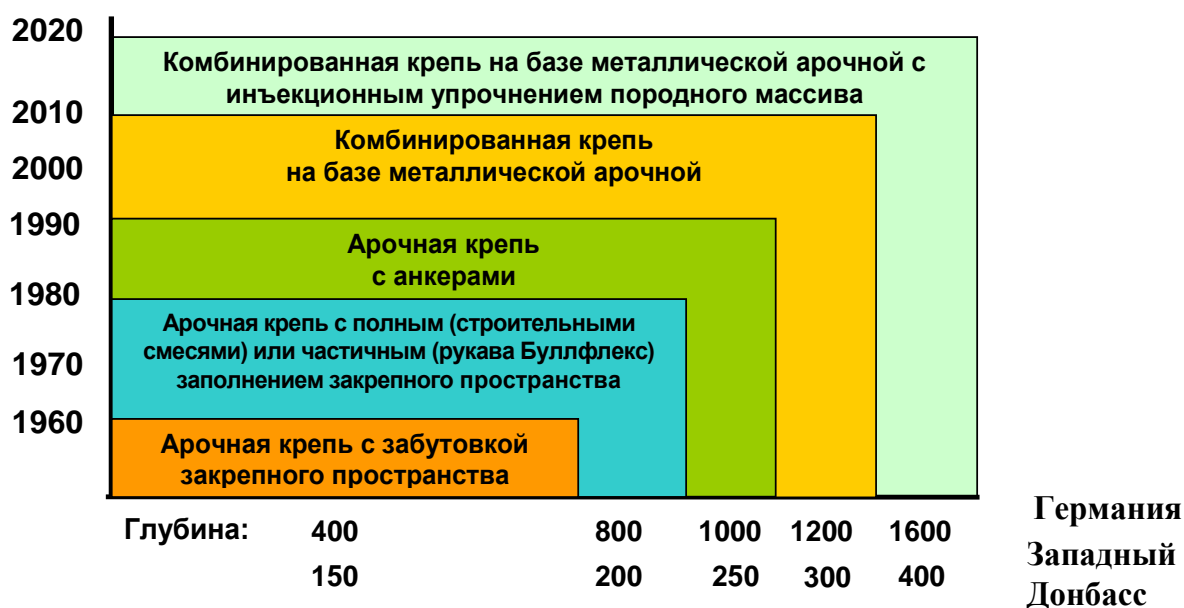 2020
Комбинированная крепь на базе металлической арочной с
инъекционным упрочнением породного массива
2010
Комбинированная крепь
на базе металлической арочной
2000
1990
Арочная крепь
с анкерами
1980
Арочная крепь с полным (строительными
смесями) или частичным (рукава Буллфлекс)
заполнением закрепного пространства
1970
1960
Арочная крепь с забутовкой
закрепного пространства
Глубина: 400 800 1000 1200 1600 Германия
150 200 250 300 400 Западный
Донбасс